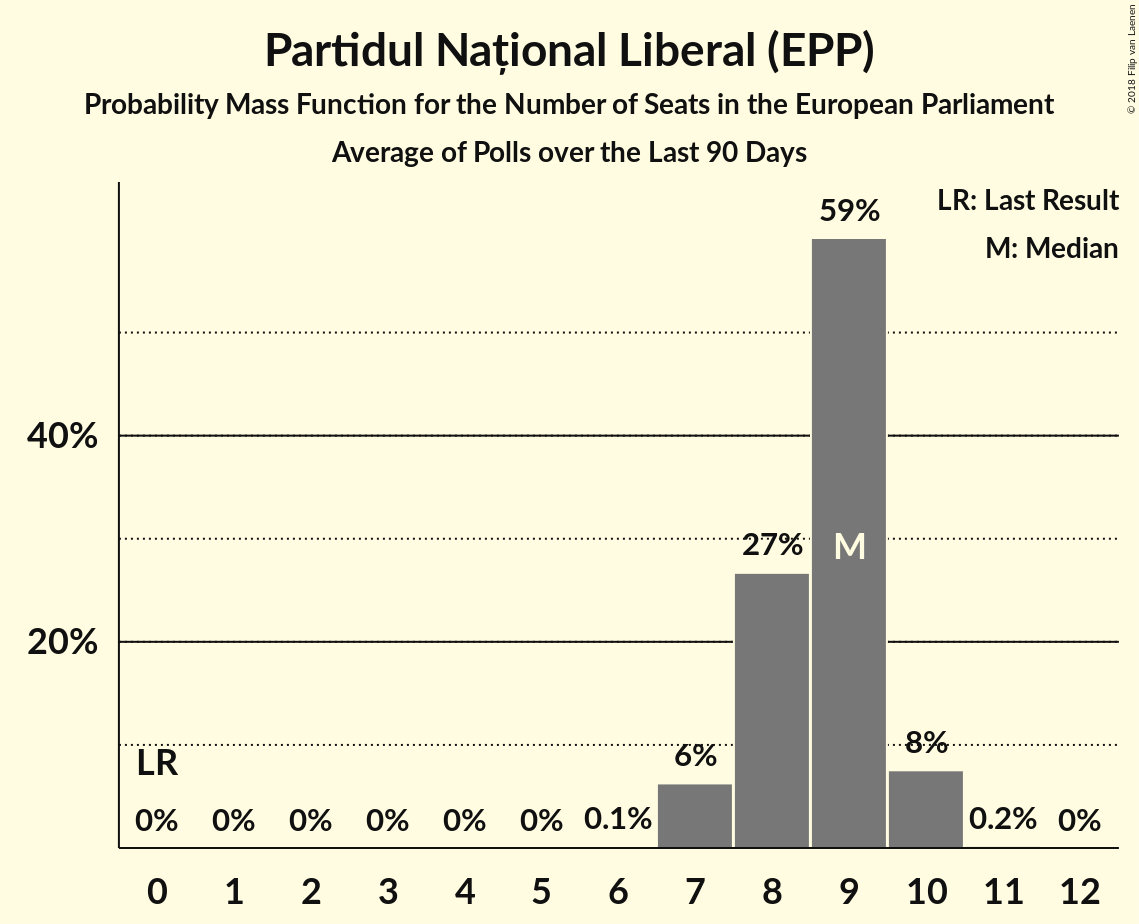 Partidul Național Liberal (EPP)
Probability Mass Function for the Number of Seats in the European Parliament
Average of Polls over the Last 90 Days
© 2018 Filip van Laenen
LR: Last Result
M: Median
59%
40%
27%
M
20%
LR
6%
8%
0% 0% 0% 0% 0% 0% 0.1% 0.2% 0%
0 1 2 3 4 5 6 7 8 9 10 11 12